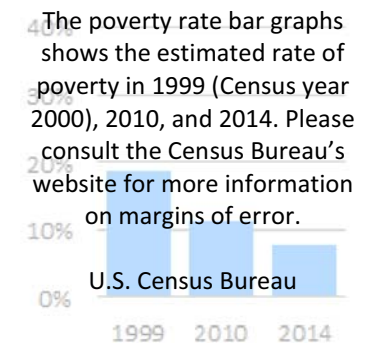 40%
The poverty rate bar graphs
shows the estimated rate of
poverty in 1999 (Census year
30%
2000), 2010, and 2014. Please
consult the Census Bureau's
20%
website for more information
on margins of error.
10%
U.S. Census Bureau
0%
1999 2010 2014